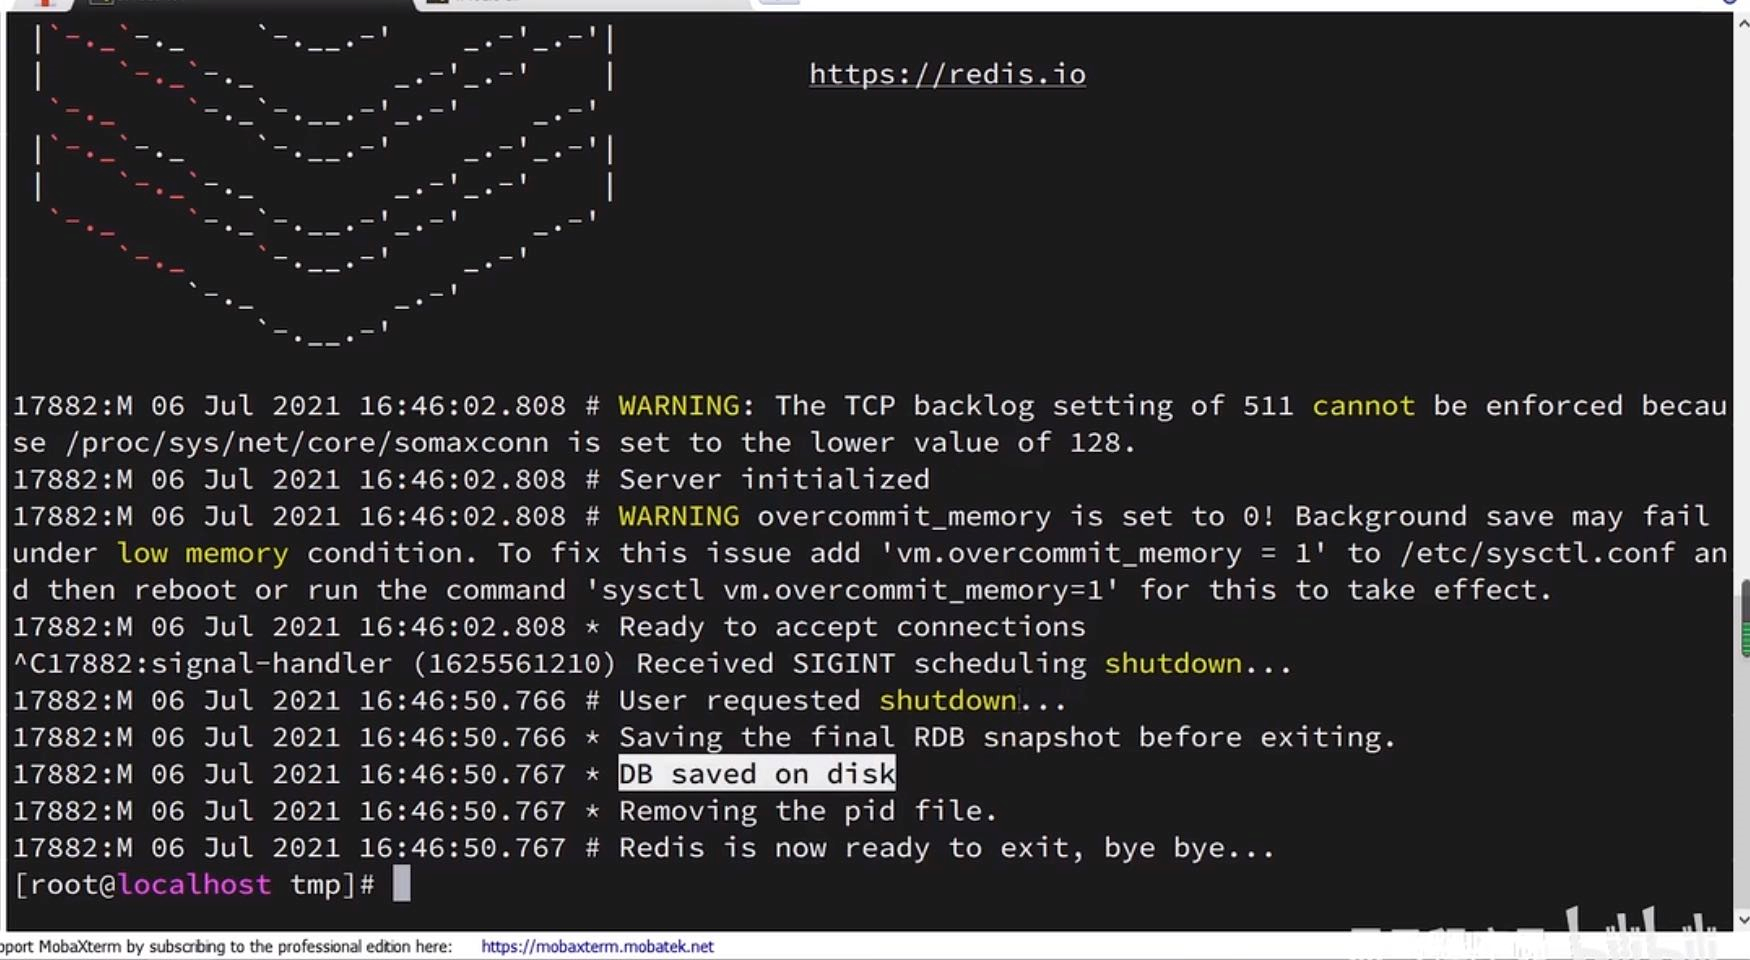 https://redis.io
17882:M 06 Jul 2021 16:46:02.808 # WARNING: The TCP backlog setting of 511 cannot be enforced becau
se /proc/sys/net/core/somaxconn is set to the lower value of 128.
17882:M 06 Jul 2021 16:46:02.808 # Server initialized
17882:M 06 Jul 2021 16:46:02.808 # WARNING overcommit_memory is set to 0! Background save may fail
under low memory condition. To fix this issue add 'vm.overcommit_memory = 1' to /etc/sysctl.conf an
d then reboot or run the command 'sysctl vm.overcommit_memory=1' for this to take effect.
17882:M 06 Jul 2021 16:46:02.808 * Ready to accept connections
^C17882:signal-handler (1625561210) Received SIGINT scheduling shutdown...
17882:M 06 Jul 2021 16:46:50.766 # User requested shutdown...
17882:M 06 Jul 2021 16:46:50.766 * Saving the final RDB snapshot before exiting.
17882:M 06 Jul 2021 16:46:50.767 * DB saved on disk
17882:M 06 Jul 2021 16:46:50.767 * Removing the pid file.
17882:M 06 Jul 2021 16:46:50.767 # Redis is now ready to exit, bye bye...
[root@localhost tmp]#
pport MobaXterm by subscribing to the professional edition here: https://mobaxterm.mobatek.net
bilibili